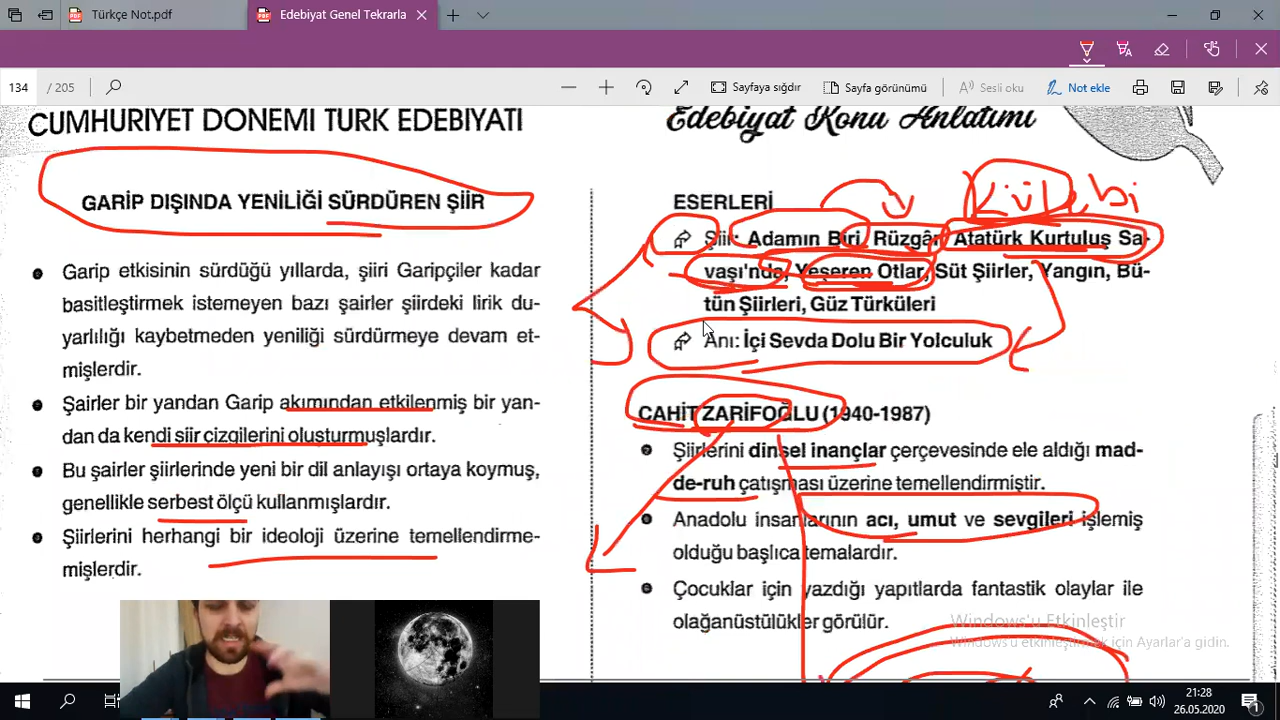 Türkçe Not.pdf
Edebiyat Genel Tekrarla
134 / 205
Sayfaya sığdır
Sayfa görünümü
Sesli oku
Not ekle
CUMHURİYET DÖNEMİ TÜRK EDEBİYATI
GARİP DIŞINDA YENİLİĞİ SÜRDÜREN ŞİİR
Garip etkisinin sürdüğü yıllarda, şiiri Garipçiler kadar
basitleştirmek istemeyen bazı şairler şiirdeki lirik du-
yarlılığı kaybetmeden yeniliği sürdürmeye devam et-
mişlerdir.
Şairler bir yandan Garip akımından etkilenmiş bir yan-
dan da kendi şiir çizgilerini oluşturmuşlardır.
Bu şairler şiirlerinde yeni bir dil anlayışı ortaya koymuş,
genellikle serbest ölçü kullanmışlardır.
Şiirlerini herhangi bir ideoloji üzerine temellendirme-
mişlerdir.
Edebiyat Konu Anlatımı
Külebi
ESERLERİ
Şiir: Adamın Biri, Rüzgâr, Atatürk Kurtuluş Sa-
vaşı'nda, Yeşeren Otlar, Süt Şiirler, Yangın, Bü-
tün Şiirleri, Güz Türküleri
Anı: İçi Sevda Dolu Bir Yolculuk
CAHİT ZARİFOĞLU (1940-1987)
Şiirlerini dinsel inançlar çerçevesinde ele aldığı mad-
de-ruh çatışması üzerine temellendirmiştir.
Anadolu insanlarının acı, umut ve sevgileri işlemiş
olduğu başlıca temalardır.
Çocuklar için yazdığı yapıtlarda fantastik olaylar ile
olağanüstülükler görülür.
Windows'u Etkinleştir
Windows'u etkinleştirmek için Ayarlar'a gidin.
21:28
26.05.2020